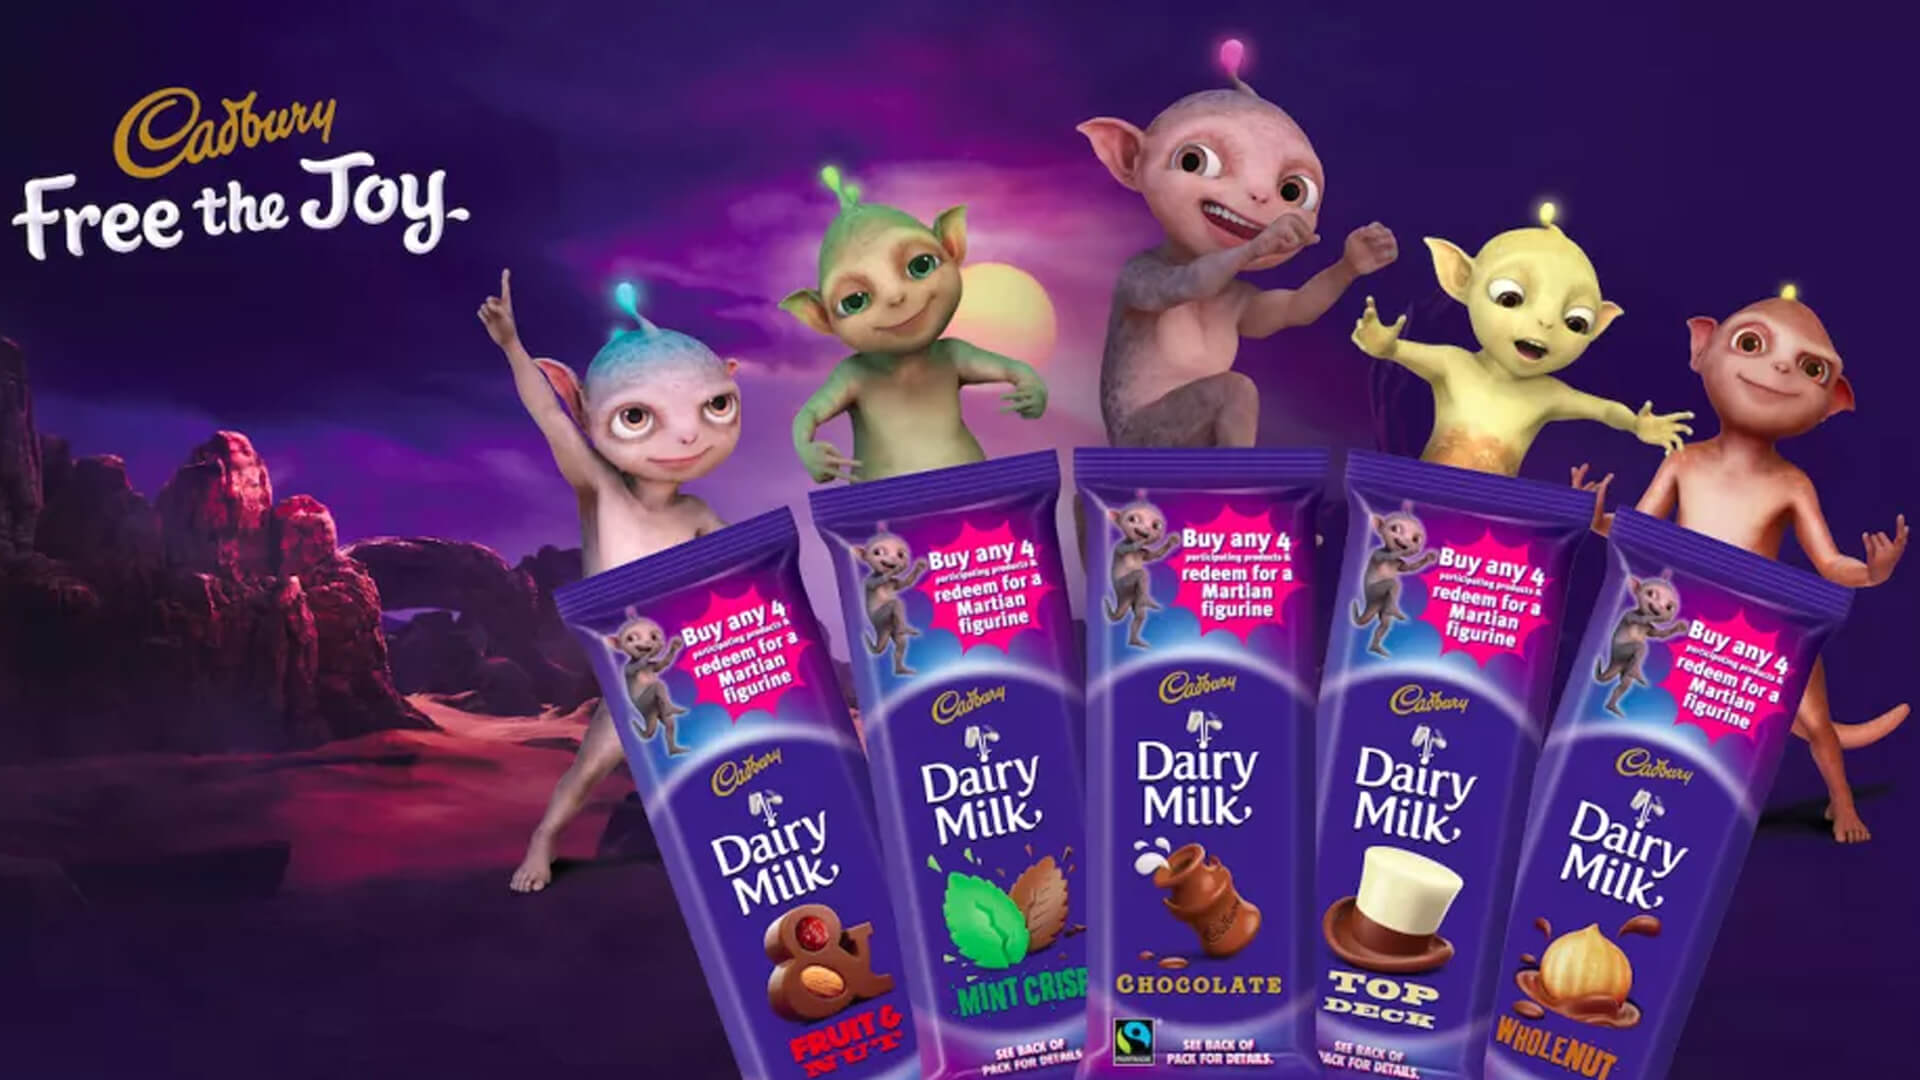 Cadbury
Free the Joy
Buy any 4
participating products &
redeem for a
Martian
figurine
Cadbury
Dairy
Milk
FRUIT &
NUT
Buy any 4
participating products &
redeem for a
Martian
figurine
Cadbury
Dairy
Milk
MINT CRISP
SEE BACK OF
PACK FOR DETAILS
Buy any 4
participating products &
redeem for a
Martian
figurine
Cadbury
Dairy
Milk
CHOCOLATE
FAIRTRADE
SEE BACK OF
PACK FOR DETAILS.
Buy any 4
participating products &
redeem for a
Martian
figurine
Cadbury
Dairy
Milk
TOP
DECK
SEE BACK OF
PACK FOR DETAILS.
Buy any 4
participating products &
redeem for a
Martian
figurine
Cadbury
Dairy
Milk
WHOLENUT